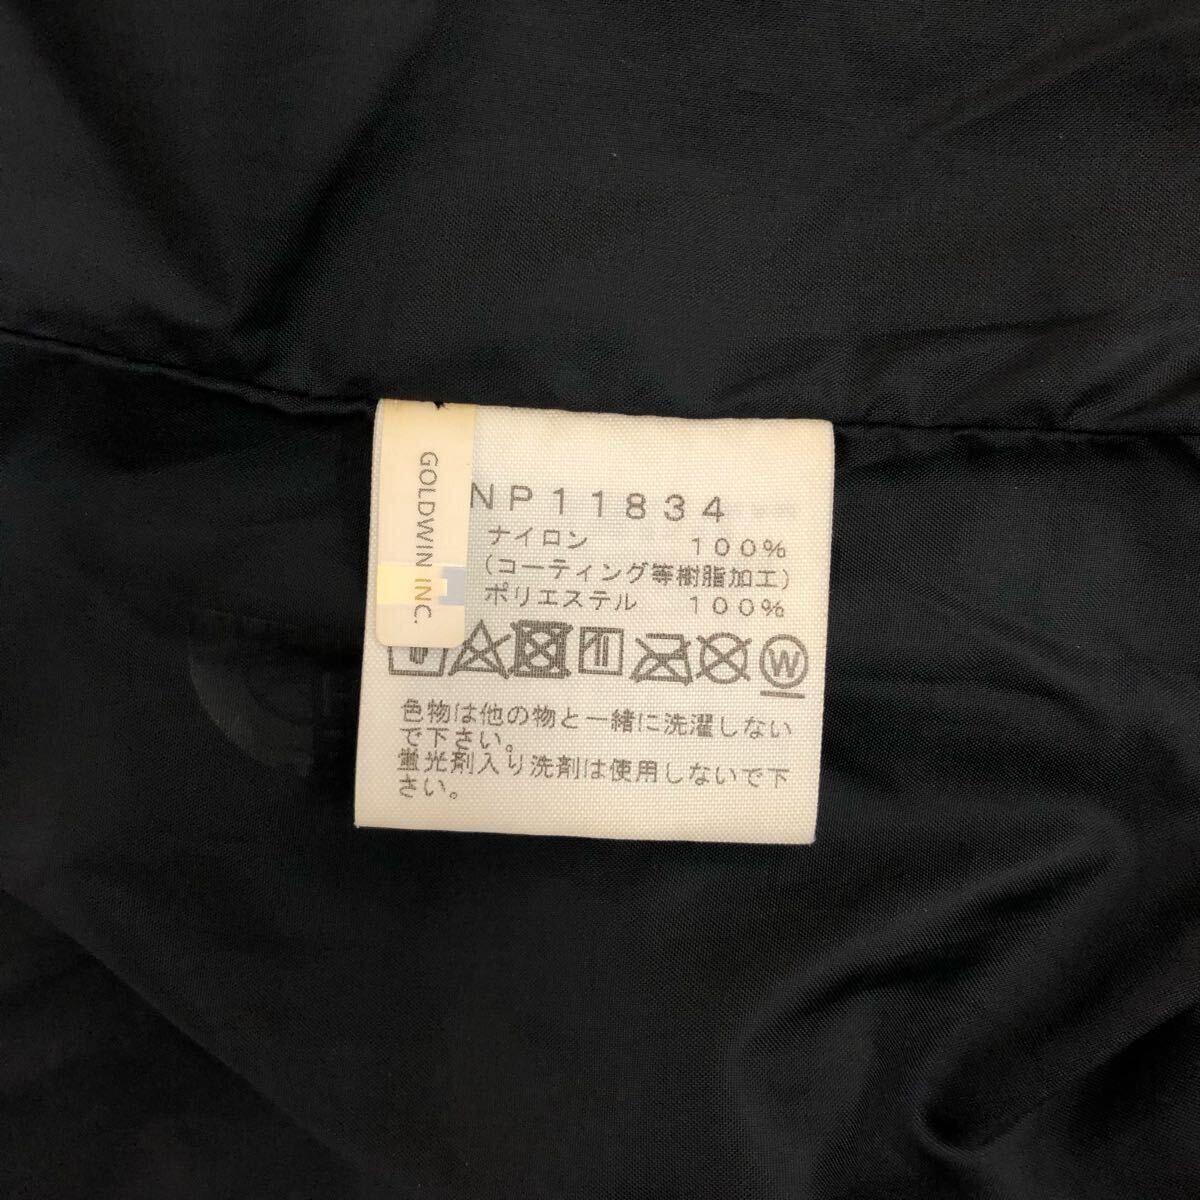 GOLDWIN INC.
NP11834
ナイロン 100%
(コーティング等樹脂加工)
ポリエステル 100%
W
色物は他の物と一緒に洗濯しない
で下さい。
蛍光剤入り洗剤は使用しないで下
さい。